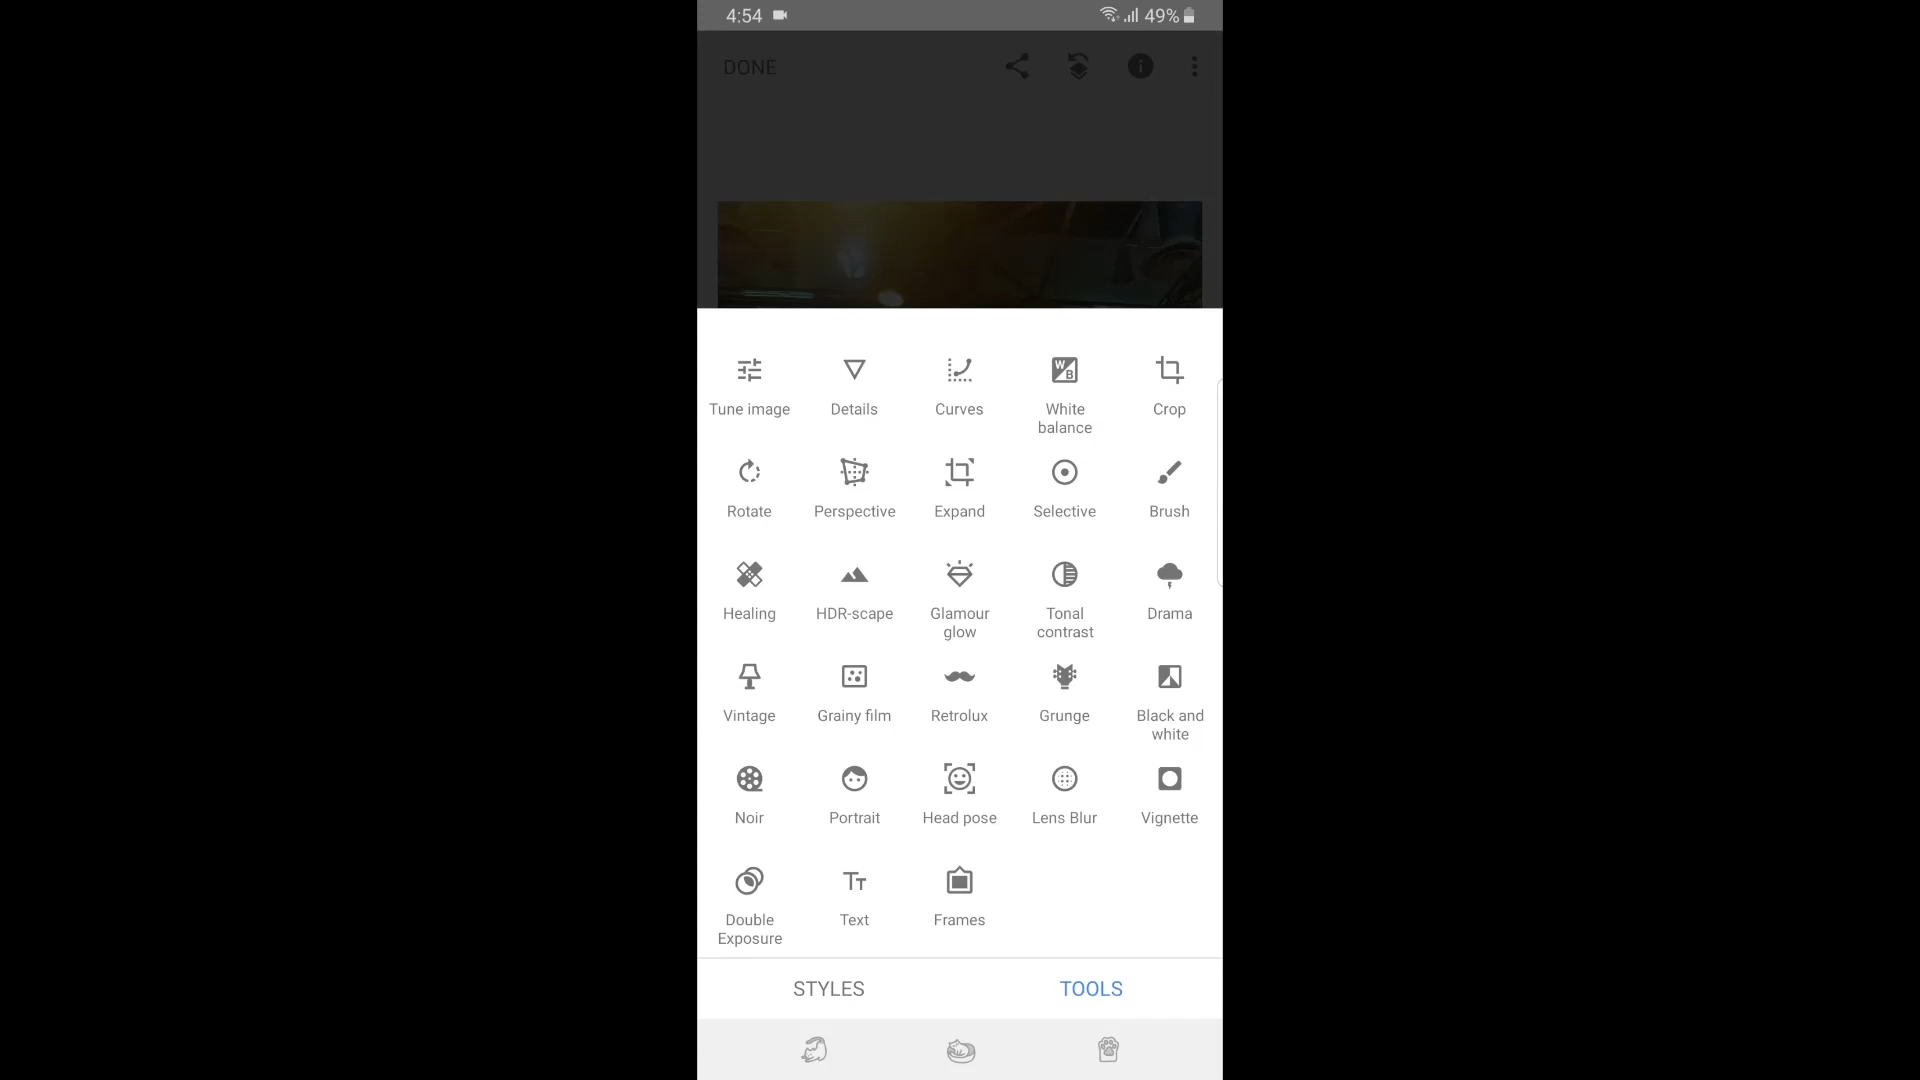 4:54
49%
DONE
Tune image
Details
Curves
White
balance
Crop
Rotate
Perspective
Expand
Selective
Brush
Healing
HDR-scape
Glamour
glow
Tonal
contrast
Drama
Vintage
Grainy film
Retrolux
Grunge
Black and
white
Noir
Portrait
Head pose
Lens Blur
Vignette
Double
Exposure
Text
Frames
STYLES
TOOLS